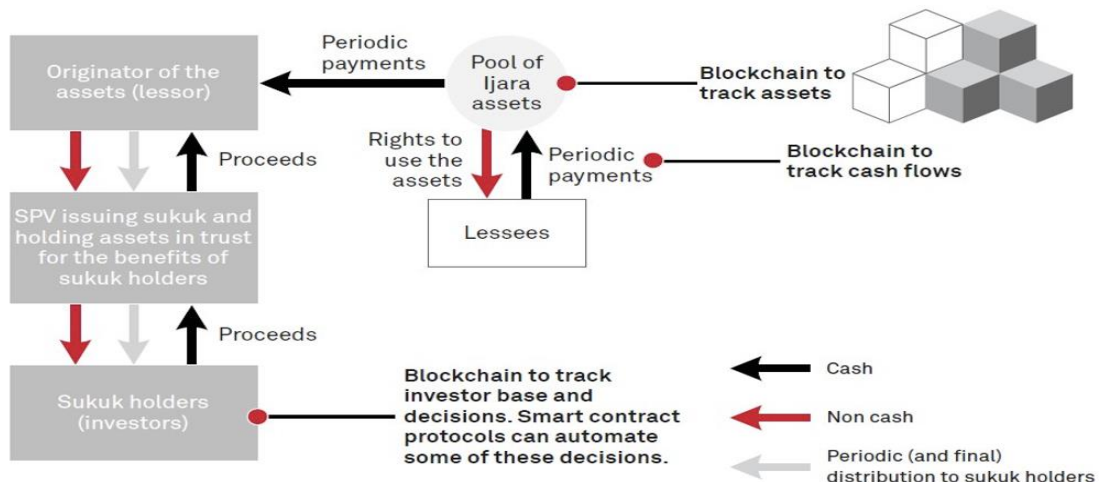 Originator of the
assets (lessor)
Periodic
payments
Pool of
Ijara
assets
Blockchain to
track assets
Proceeds
Rights to
use the
assets
Periodic
payments
Blockchain to
track cash flows
SPV issuing sukuk and
holding assets in trust
for the benefits of
sukuk holders
Lessees
Proceeds
Sukuk holders
(investors)
Blockchain to track
investor base and
decisions. Smart contract
protocols can automate
some of these decisions.
Cash
Non cash
Periodic (and final)
distribution to sukuk holders